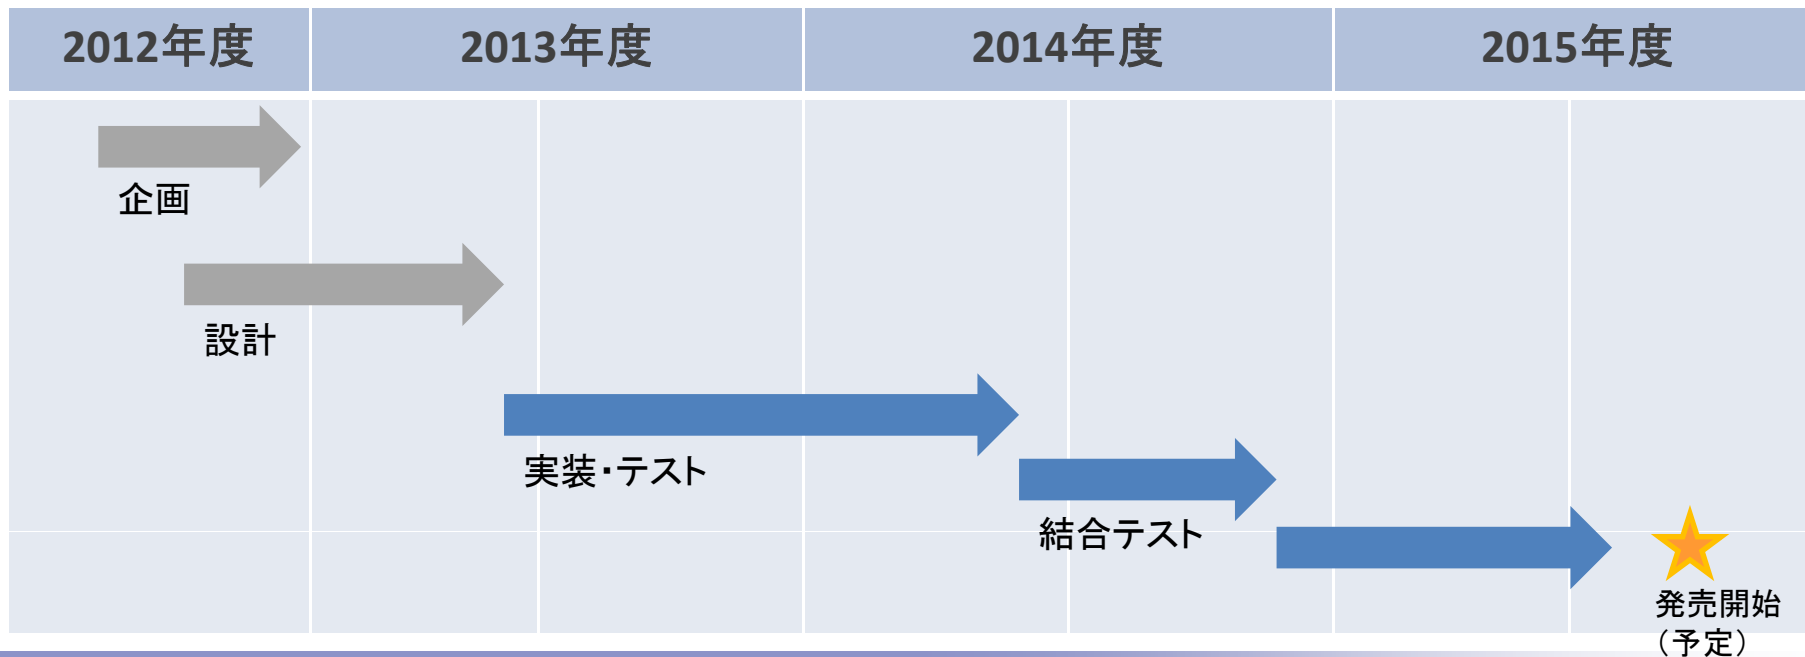 2012年度
2013年度
2014年度
2015年度
企画
設計
実装・テスト
結合テスト
発売開始
（予定）